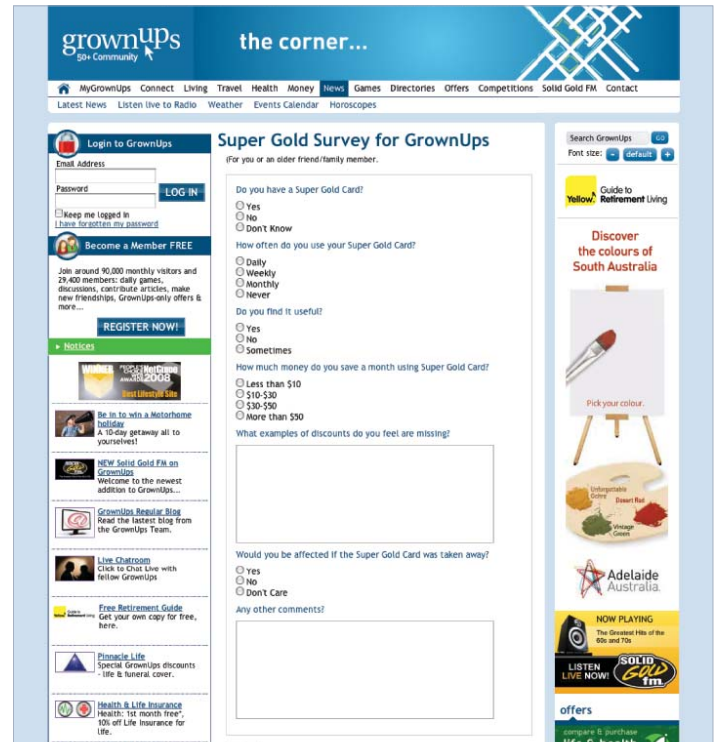 grownups
50+ Community
the corner...
MyGrownUps Connect Living Travel Health Money News Games Directories Offers Competitions Solid Gold FM Contact
Latest News Listen live to Radio Weather Events Calendar Horoscopes
Login to GrownUps
Email Address
Password
LOG IN
Keep me logged in
I have forgotten my password
Become a Member FREE
Join around 90,000 monthly visitors and
29,400 members: daily games,
discussions, contribute articles, make
new friendships, GrownUps-only offers &
more....
REGISTER NOW!
Notices
WINNER
NetGuide
2008
Best Lifestyle Site
Be in to win a Motorhome
holiday
A 10-day getaway all to
yourselves!
NEW Solid Gold FM on
GrownUps
Welcome to the newest
addition to GrownUps...
GrownUps Regular Blog
Read the lastest blog from
the GrownUps Team.
Live Chatroom
Click to Chat Live with
fellow GrownUps
Free Retirement Guide
Get your own copy for free,
here.
Pinnacle Life
Special GrownUps discounts
- life & funeral cover.
Health & Life Insurance
Health: 1st month free*,
10% off Life Insurance for
life.
Super Gold Survey for GrownUps
(For you or an older friend/family member.
Do you have a Super Gold Card?
Yes
No
Don't Know
How often do you use your Super Gold Card?
Daily
Weekly
Monthly
Never
Do you find it useful?
Yes
No
Sometimes
How much money do you save a month using Super Gold Card?
Less than $10
$10-$30
$30-$50
More than $50
What examples of discounts do you feel are missing?
Would you be affected if the Super Gold Card was taken away?
Yes
No
Don't Care
Any other comments?
Search GrownUps GO
Font size: - default +
Yellow Guide to
Retirement Living
Discover
the colours of
South Australia
Pick your colour.
Unforgettable
Ochre
Desert Red
Vintage
Green
Adelaide
Australia.
NOW PLAYING
The Greatest Hits of the
60s and 70s
LISTEN
LIVE NOW!
SOLID
GOLD
fm
offers
compare & purchase